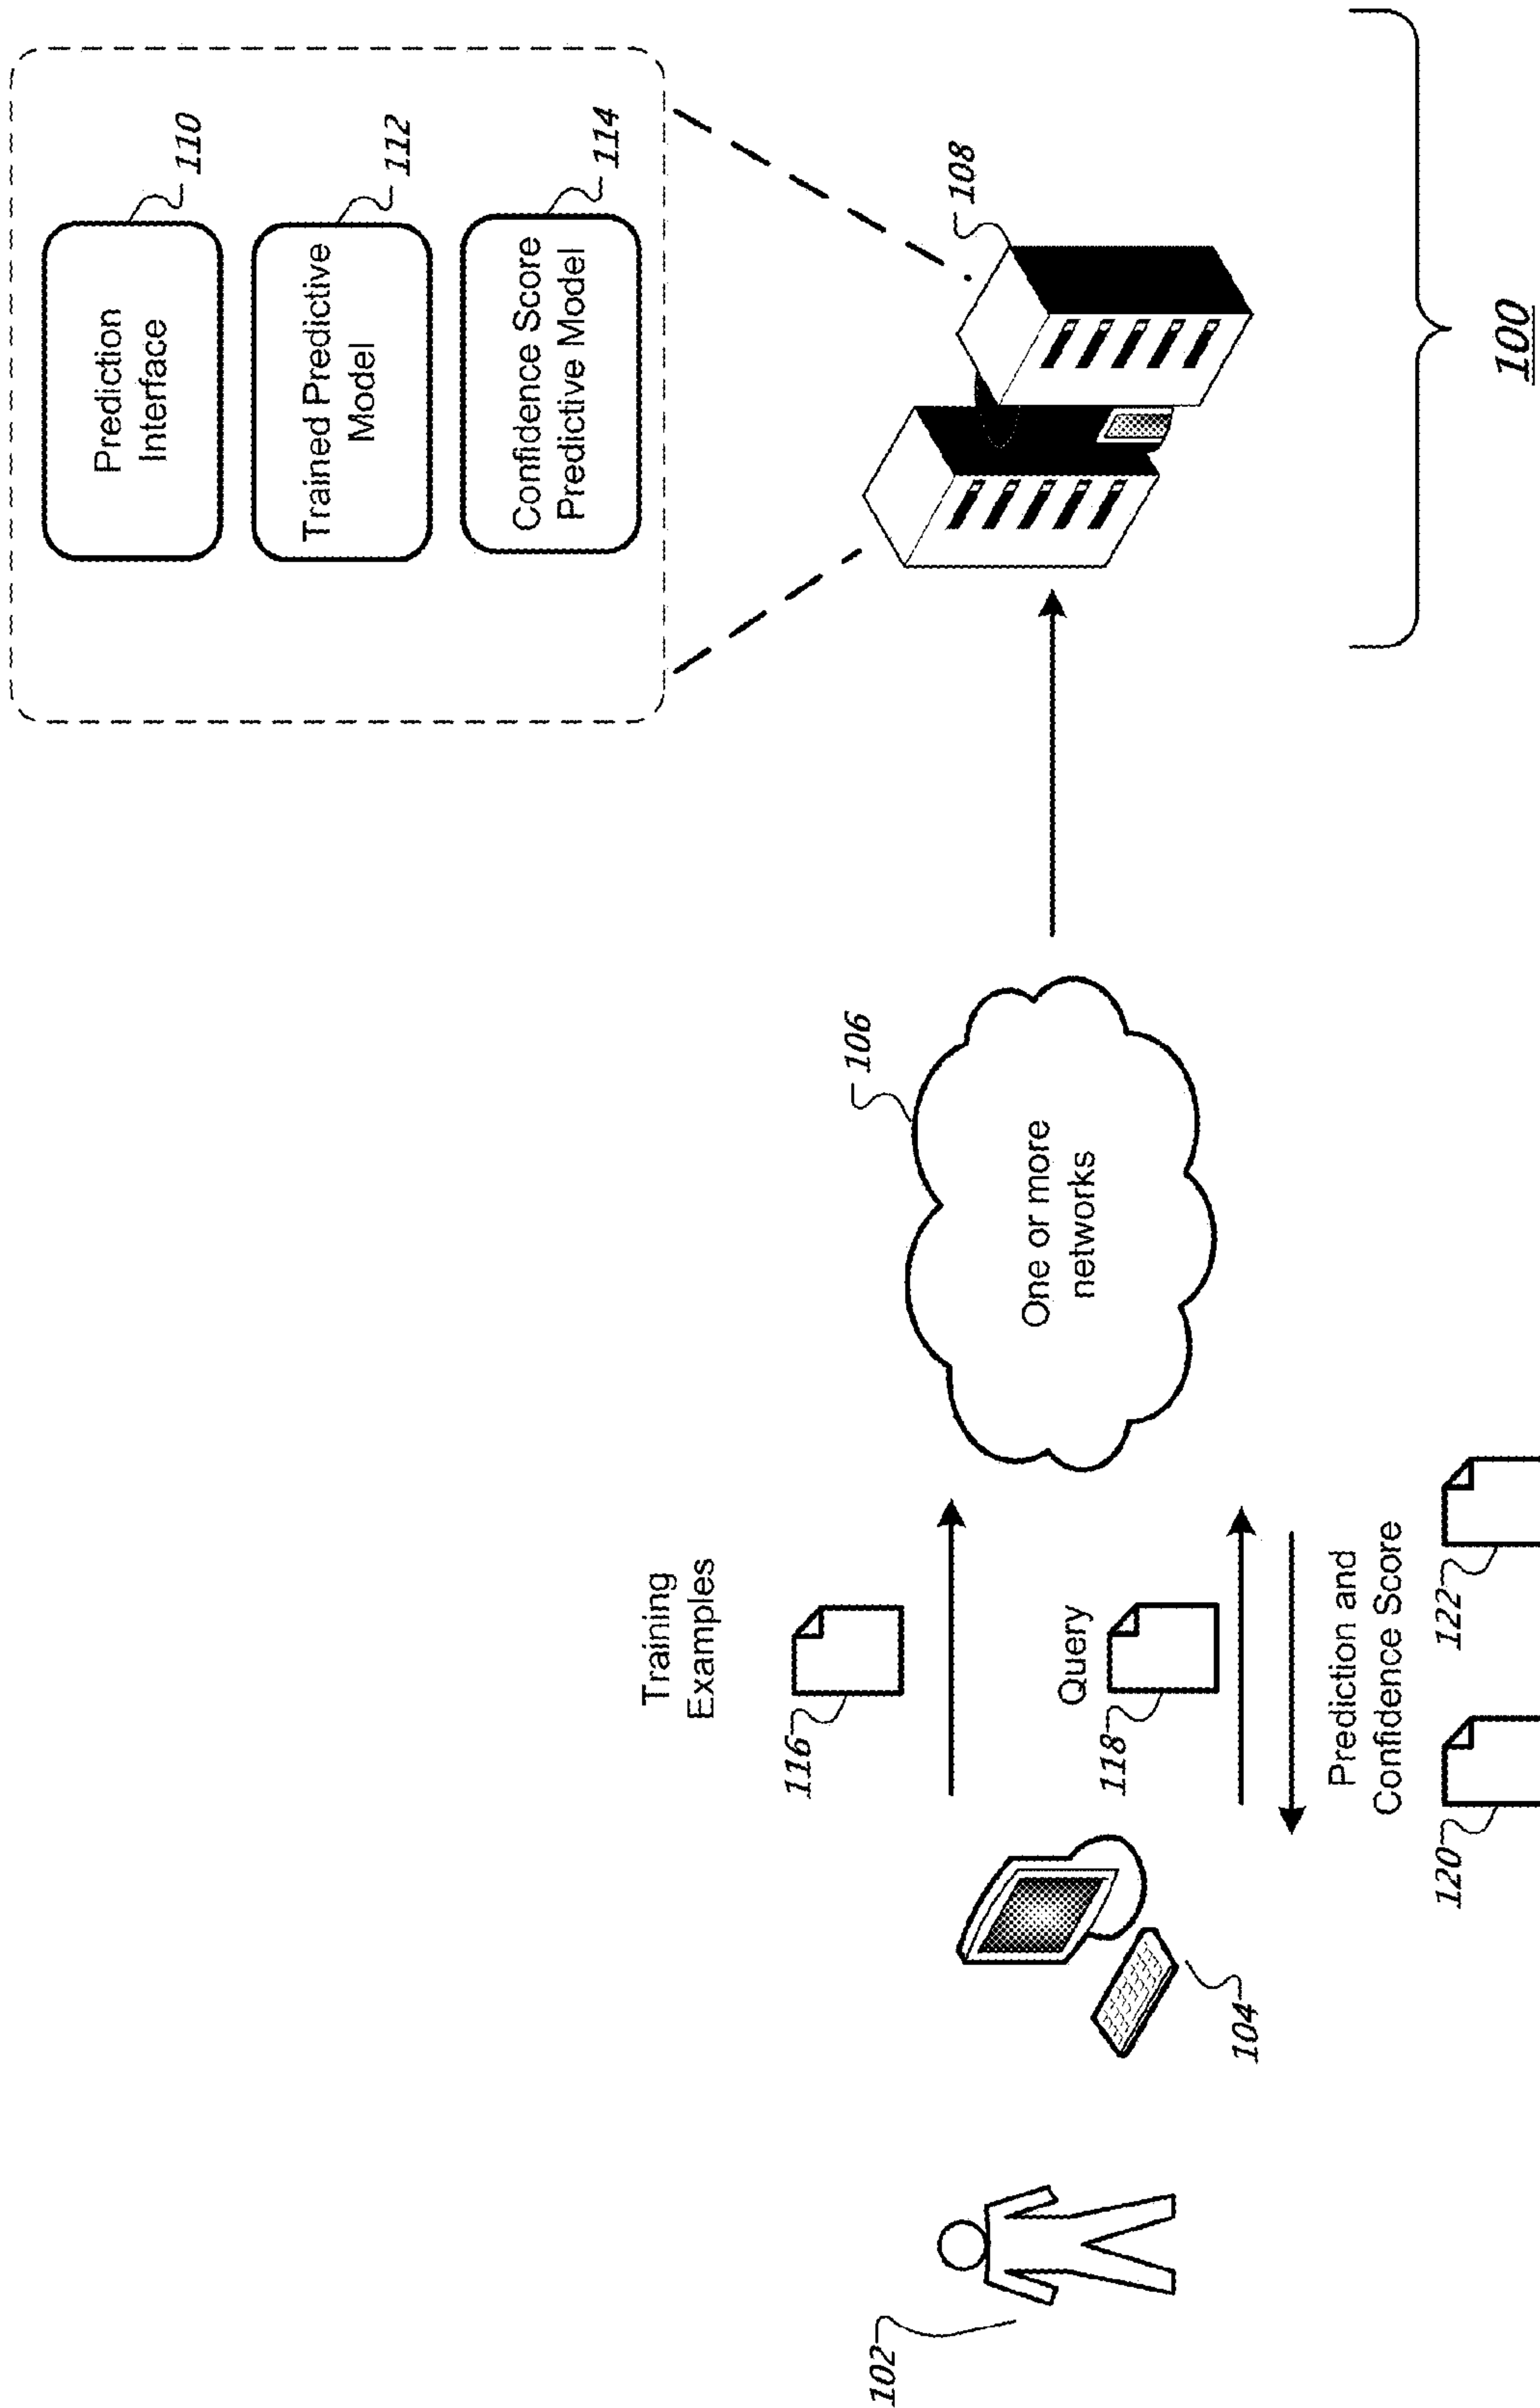 Prediction
Interface
110
Trained Predictive
Model
112
Confidence Score
Predictive Model
114
108
106
One or more
networks
Training
Examples
116
Query
118
Prediction and
Confidence Score
120
122
104
102
100